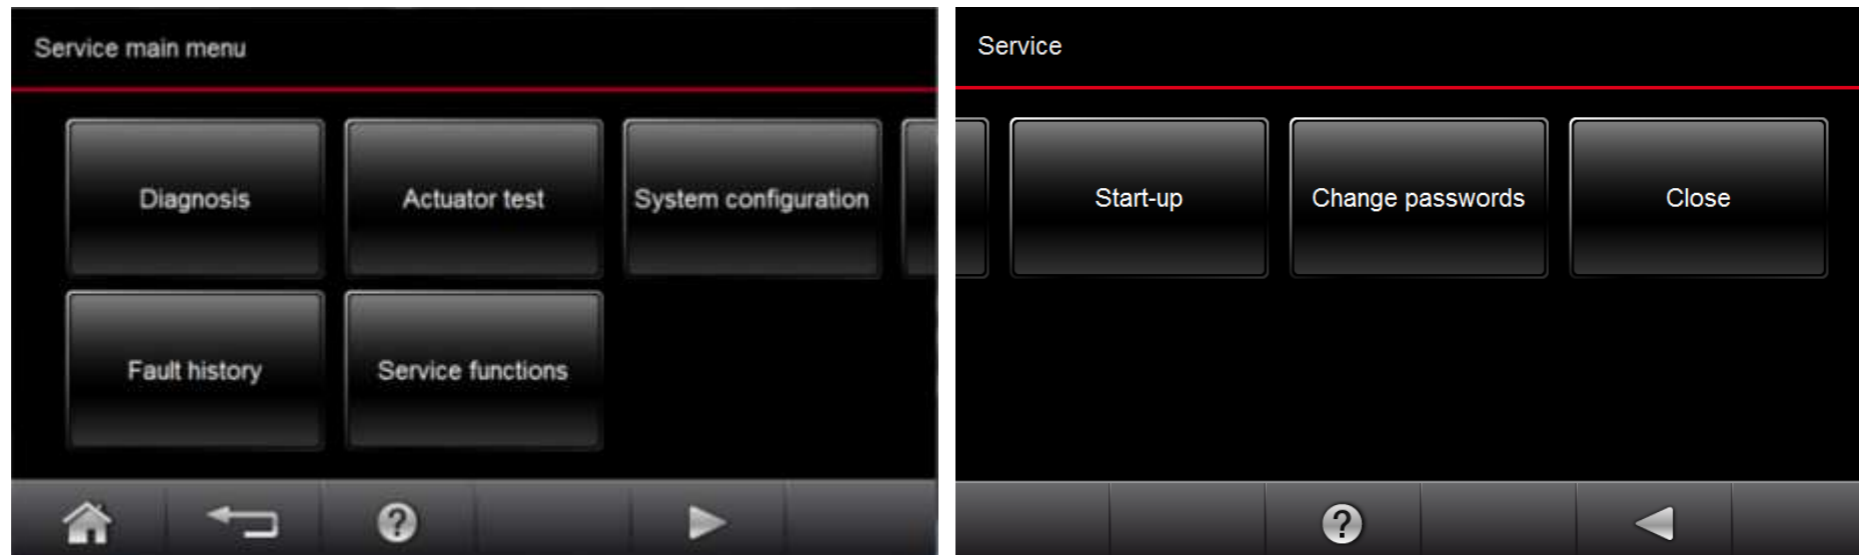 Service main menu
Diagnosis
Actuator test
System configuration
Fault history
Service functions
?
Service
Start-up
Change passwords
Close
?